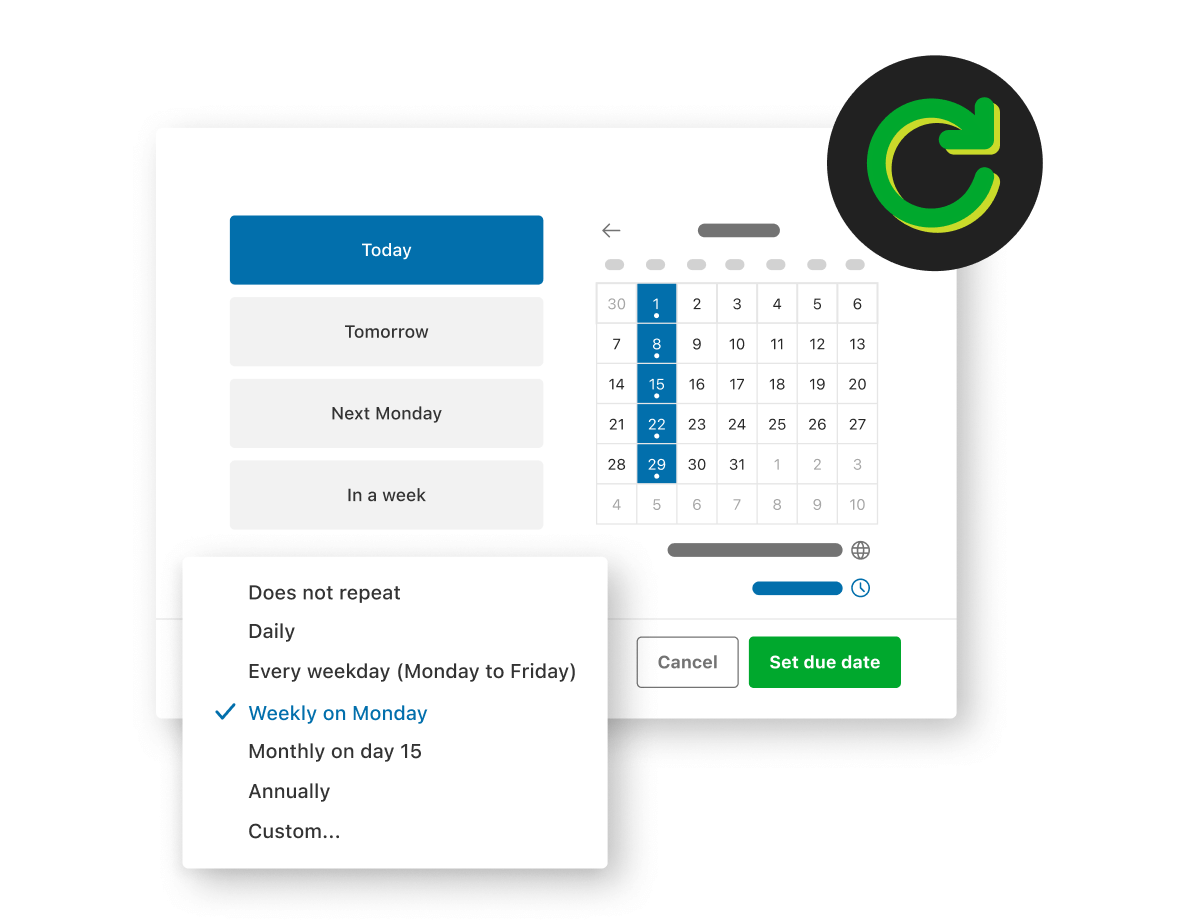 Today
Tomorrow
Next Monday
In a week
30 1 2 3 4 5 6
7 8 9 10 11 12 13
14 15 16 17 18 19 20
21 22 23 24 25 26 27
28 29 30 31 1 2 3
4 5 6 7 8 9 10
Does not repeat
Daily
Every weekday (Monday to Friday)
Weekly on Monday
Monthly on day 15
Annually
Custom...
Cancel
Set due date